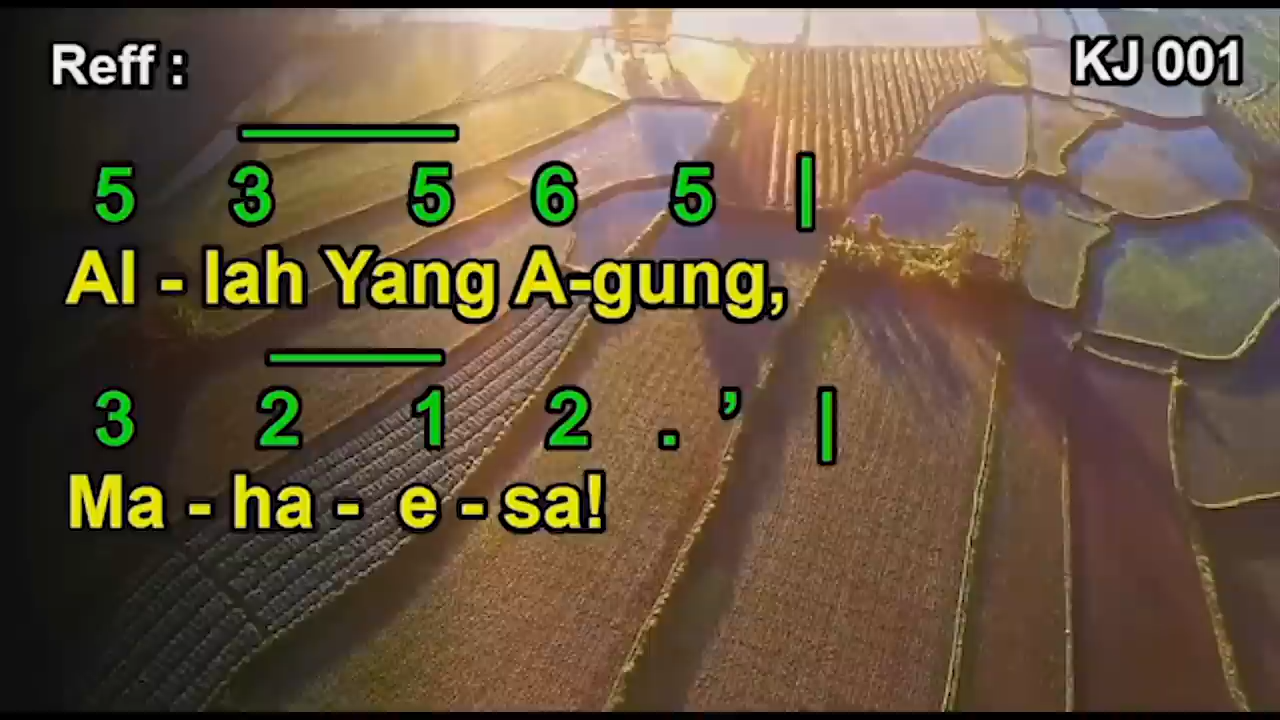 Reff :
KJ 001
5 3 5 6 5 |
Al - lah Yang A-gung,
3 2 1 2 . ’ |
Ma - ha - e - sa!